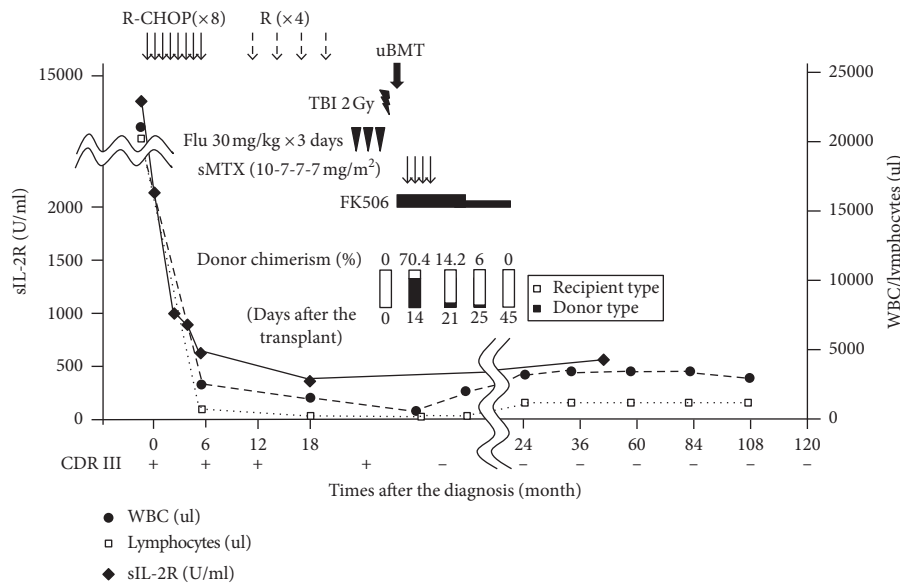 R-CHOP(×8) R (×4)
uBMT
15000 25000
TBI 2 Gy
Flu 30 mg/kg ×3 days 20000
sMTX (10-7-7-7 mg/m²)
2000 FK506 15000
sIL-2R (U/ml)
WBC/lymphocytes (ul)
1500
Donor chimerism (%) 0 70.4 14.2 6 0
10000
Recipient type
Donor type
1000
(Days after the transplant) 0 14 21 25 45
500 5000
0 0
0 6 12 18 24 36 60 84 108 120
CDR III + + + + – – – – – – –
Times after the diagnosis (month)
WBC (ul)
Lymphocytes (ul)
sIL-2R (U/ml)